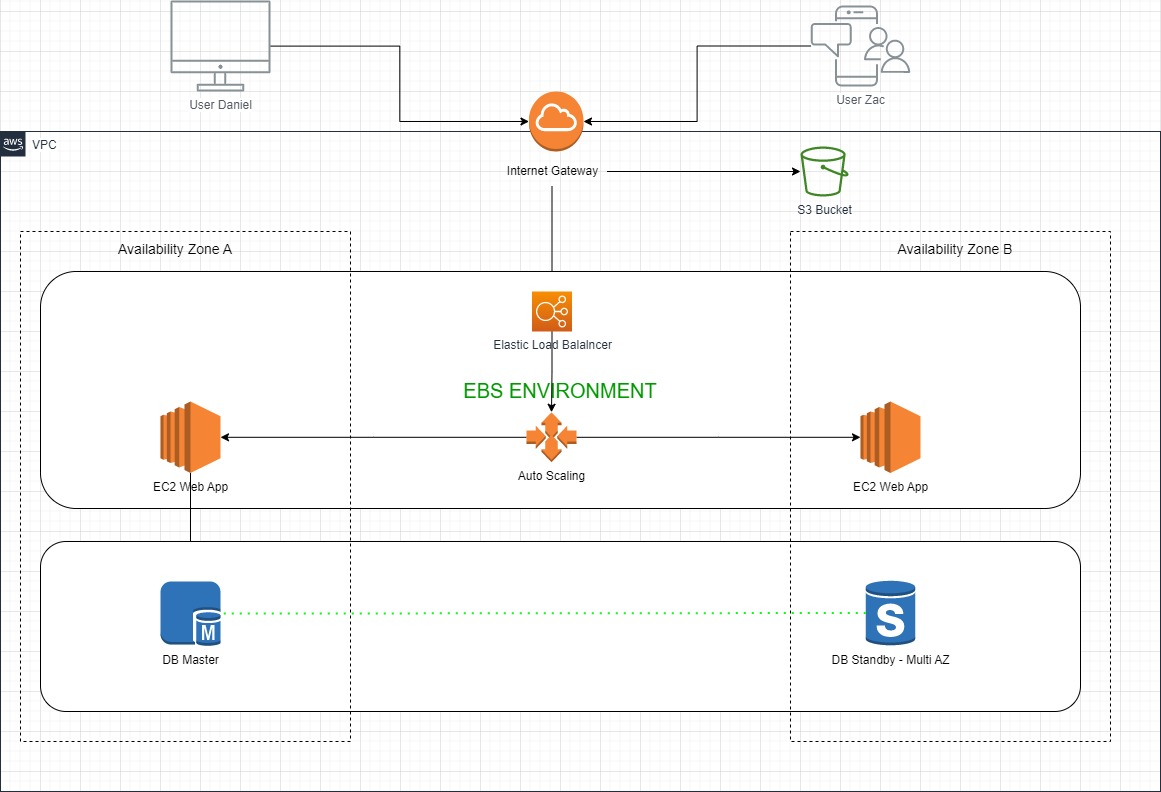 User Daniel
User Zac
aws
VPC
Internet Gateway
S3 Bucket
Availability Zone A
Availability Zone B
Elastic Load Balalncer
EBS ENVIRONMENT
EC2 Web App
Auto Scaling
EC2 Web App
M
S
DB Master
DB Standby - Multi AZ